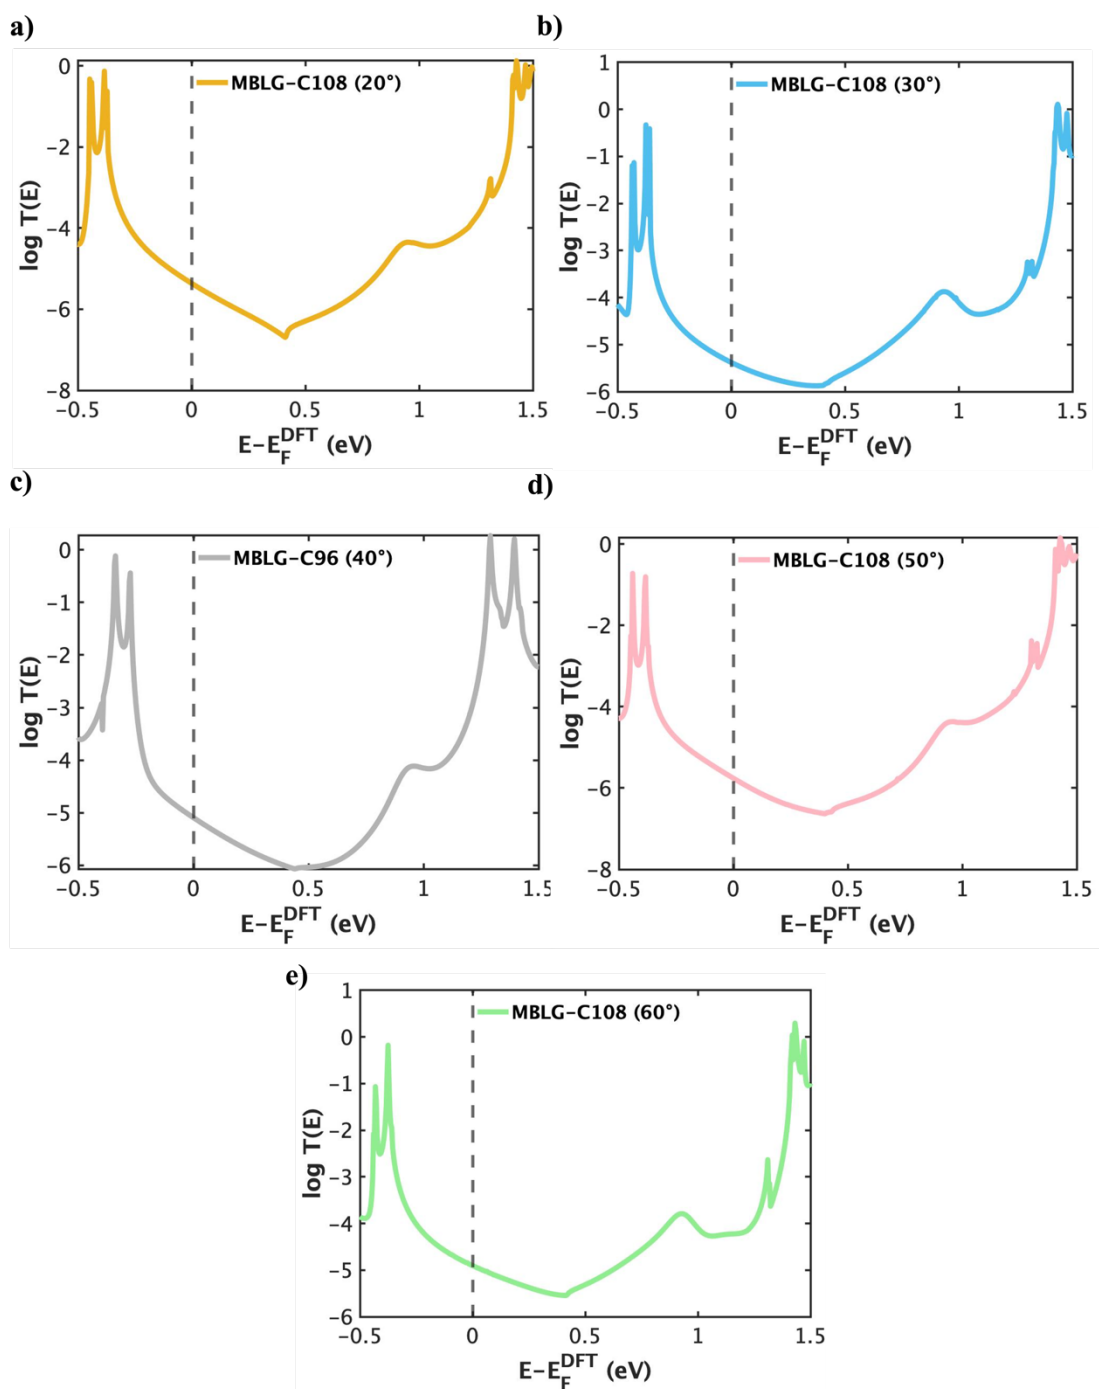 a)
MBLG-C108 (20°)
log T(E)
0
−2
−4
−6
−8
−0.5 0 0.5 1 1.5
E−E_F^DFT (eV)
b)
MBLG-C108 (30°)
log T(E)
1
0
−1
−2
−3
−4
−5
−6
−0.5 0 0.5 1 1.5
E−E_F^DFT (eV)
c)
MBLG-C96 (40°)
log T(E)
0
−1
−2
−3
−4
−5
−6
−0.5 0 0.5 1 1.5
E−E_F^DFT (eV)
d)
MBLG-C108 (50°)
log T(E)
0
−2
−4
−6
−8
−0.5 0 0.5 1 1.5
E−E_F^DFT (eV)
e)
MBLG-C108 (60°)
log T(E)
1
0
−1
−2
−3
−4
−5
−6
−0.5 0 0.5 1 1.5
E−E_F^DFT (eV)